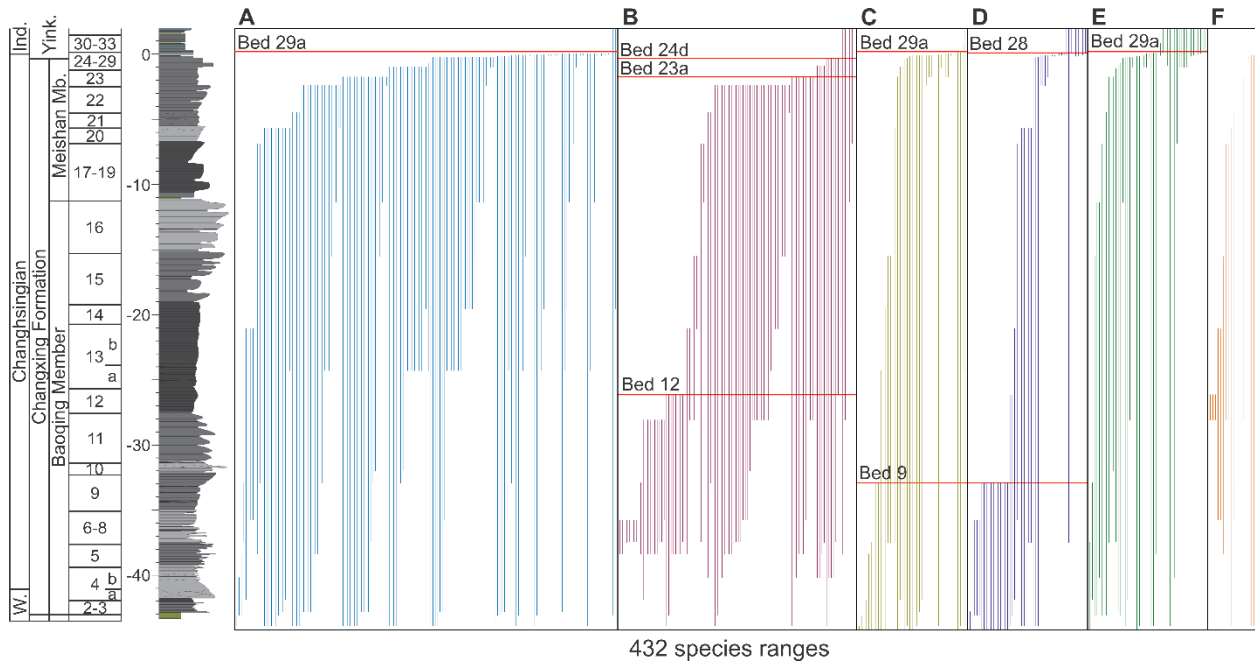 A
B
C
D
E
F
Ind.
Yink.
30-33
24-29
23
22
21
20
17-19
16
15
14
13
b
a
12
11
10
9
6-8
5
4
b
a
2-3
Changhsingian
W.
Changxing Formation
Meishan Mb.
Baoqing Member
0
-10
-20
-30
-40
Bed 29a
Bed 24d
Bed 23a
Bed 12
Bed 29a
Bed 9
Bed 28
Bed 29a
432 species ranges